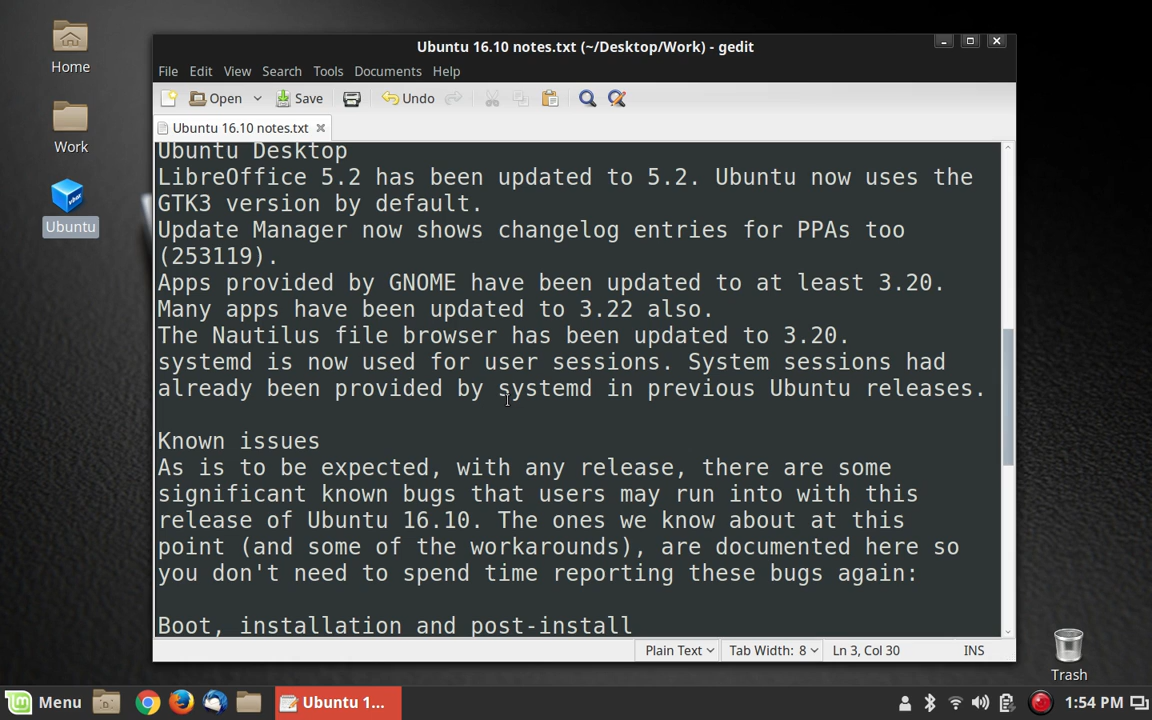 Home
Work
Ubuntu
Ubuntu 16.10 notes.txt (~/Desktop/Work) - gedit
File Edit View Search Tools Documents Help
Open Save Undo
Ubuntu 16.10 notes.txt
Ubuntu Desktop
LibreOffice 5.2 has been updated to 5.2. Ubuntu now uses the
GTK3 version by default.
Update Manager now shows changelog entries for PPAs too
(253119).
Apps provided by GNOME have been updated to at least 3.20.
Many apps have been updated to 3.22 also.
The Nautilus file browser has been updated to 3.20.
systemd is now used for user sessions. System sessions had
already been provided by systemd in previous Ubuntu releases.
Known issues
As is to be expected, with any release, there are some
significant known bugs that users may run into with this
release of Ubuntu 16.10. The ones we know about at this
point (and some of the workarounds), are documented here so
you don't need to spend time reporting these bugs again:
Boot, installation and post-install
Plain Text Tab Width: 8 Ln 3, Col 30 INS
Trash
Menu Ubuntu 1... 1:54 PM